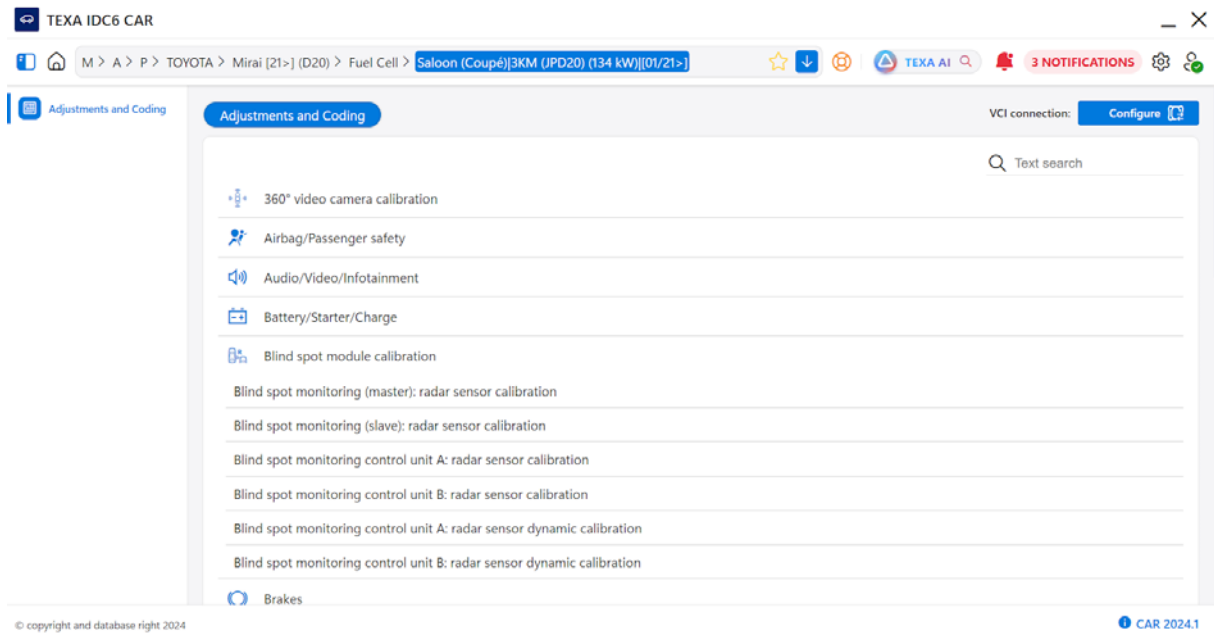 TEXA IDC6 CAR
M > A > P > TOYOTA > Mirai [21>] (D20) > Fuel Cell > Saloon (Coupé)|3KM (JPD20) (134 kW)|[01/21>]
TEXA AI
3 NOTIFICATIONS
Adjustments and Coding
Adjustments and Coding
VCI connection:
Configure
Text search
360° video camera calibration
Airbag/Passenger safety
Audio/Video/Infotainment
Battery/Starter/Charge
Blind spot module calibration
Blind spot monitoring (master): radar sensor calibration
Blind spot monitoring (slave): radar sensor calibration
Blind spot monitoring control unit A: radar sensor calibration
Blind spot monitoring control unit B: radar sensor calibration
Blind spot monitoring control unit A: radar sensor dynamic calibration
Blind spot monitoring control unit B: radar sensor dynamic calibration
Brakes
© copyright and database right 2024
CAR 2024.1